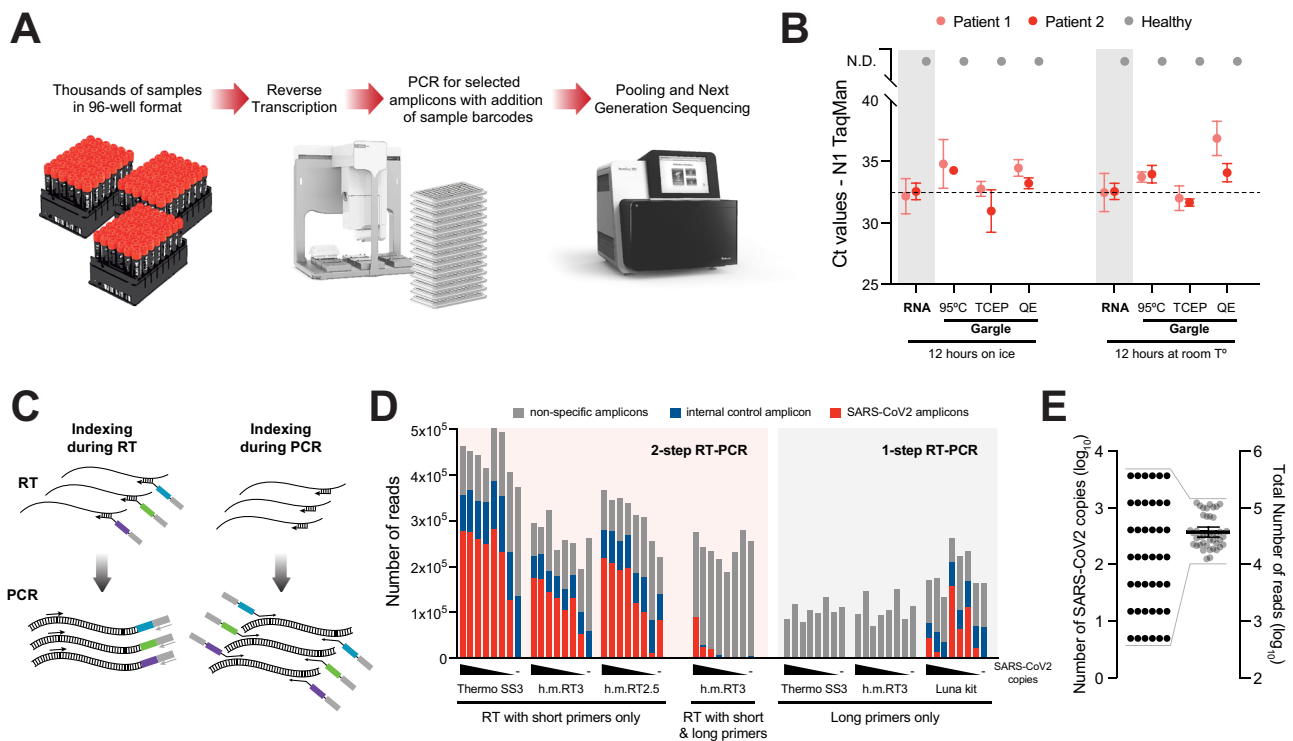 A
Thousands of samples
in 96-well format
Reverse
Transcription
PCR for selected
amplicons with addition
of sample barcodes
Pooling and Next
Generation Sequencing
B
Patient 1
Patient 2
Healthy
Ct values - N1 TaqMan
N.D.
40
35
30
25
RNA
95ºC
TCEP
QE
Gargle
12 hours on ice
RNA
95ºC
TCEP
QE
Gargle
12 hours at room Tº
C
Indexing
during RT
Indexing
during PCR
RT
PCR
D
non-specific amplicons
internal control amplicon
SARS-CoV2 amplicons
2-step RT-PCR
1-step RT-PCR
Number of reads
5x10⁵
4x10⁵
3x10⁵
2x10⁵
1x10⁵
0
-
-
-
-
-
-
-
SARS-CoV2
copies
Thermo SS3
h.m.RT3
h.m.RT2.5
h.m.RT3
Thermo SS3
h.m.RT3
Luna kit
RT with short primers only
RT with short
& long primers
Long primers only
E
Number of SARS-CoV2 copies (log₁₀)
4
3
2
1
0
6
5
4
3
2
Total Number of reads (log₁₀)